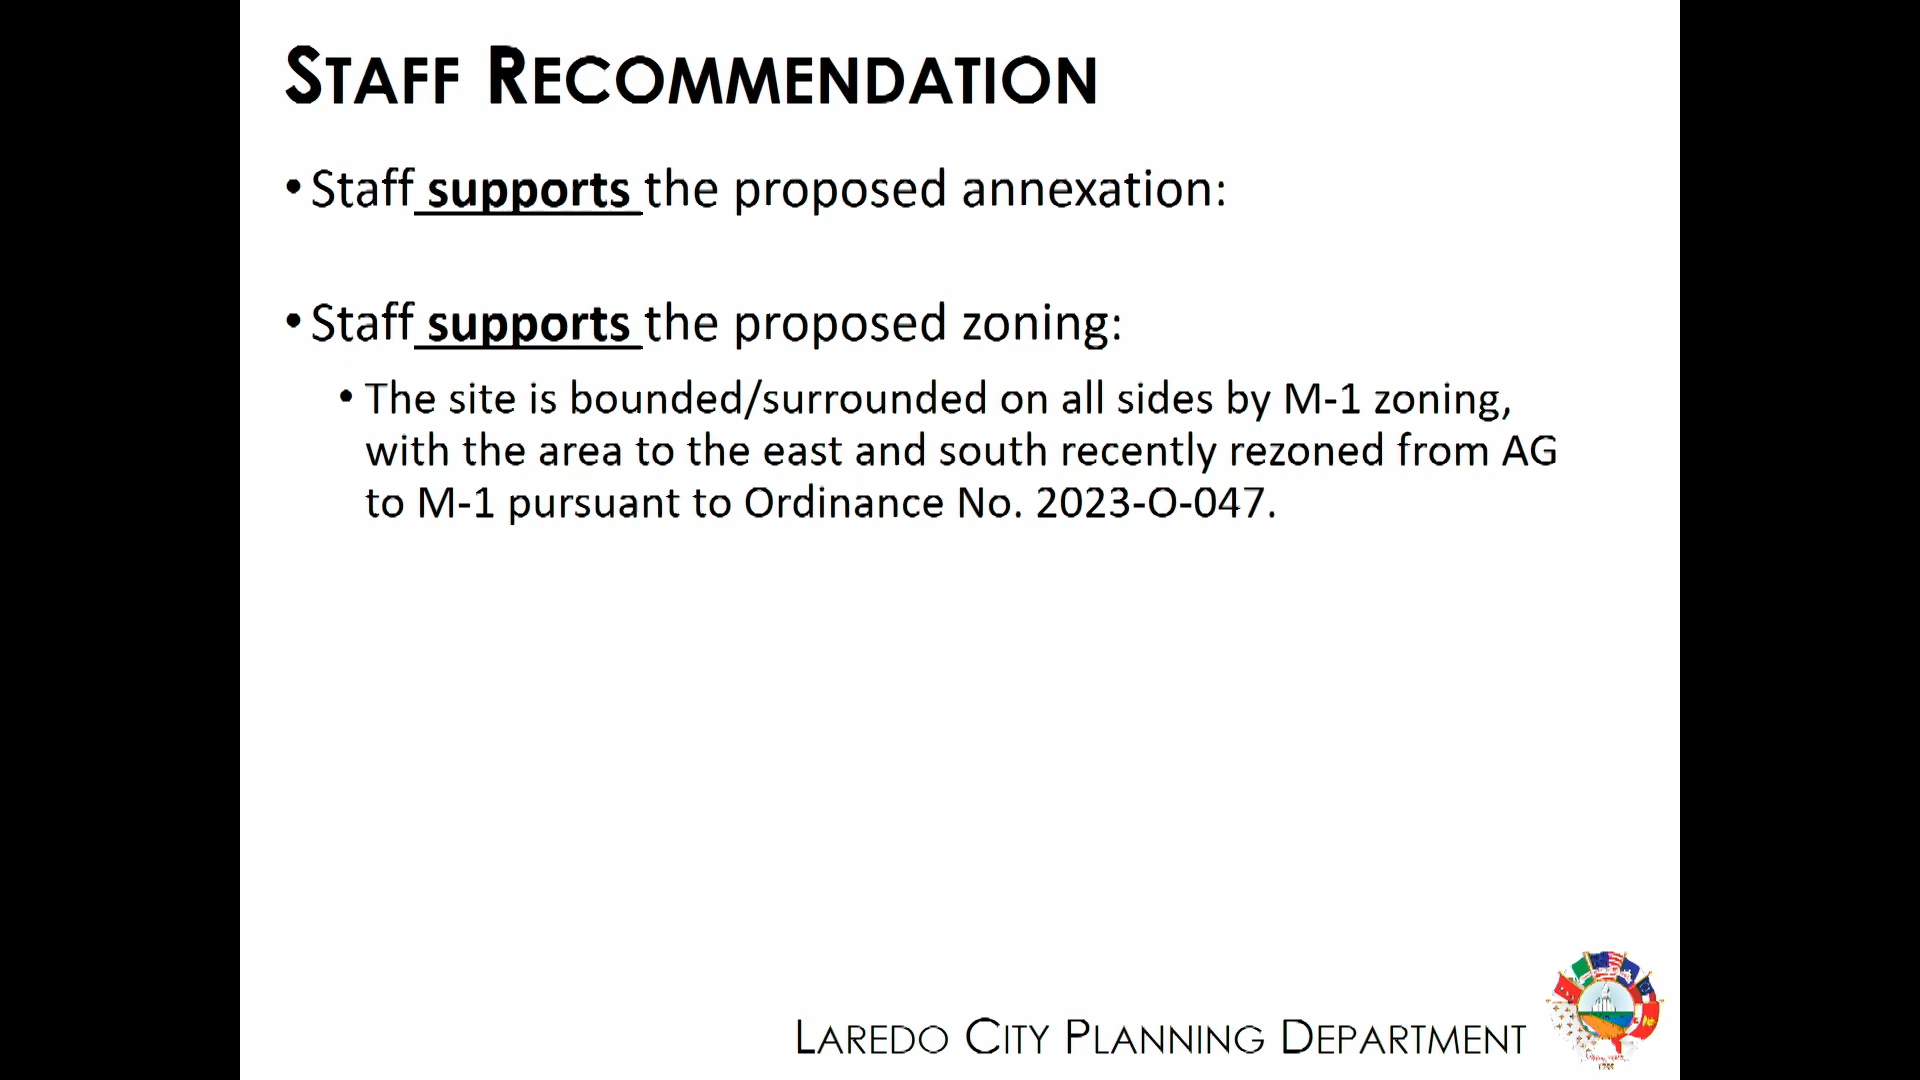 STAFF RECOMMENDATION
• Staff supports the proposed annexation:
• Staff supports the proposed zoning:
• The site is bounded/surrounded on all sides by M-1 zoning,
with the area to the east and south recently rezoned from AG
to M-1 pursuant to Ordinance No. 2023-O-047.
LAREDO CITY PLANNING DEPARTMENT